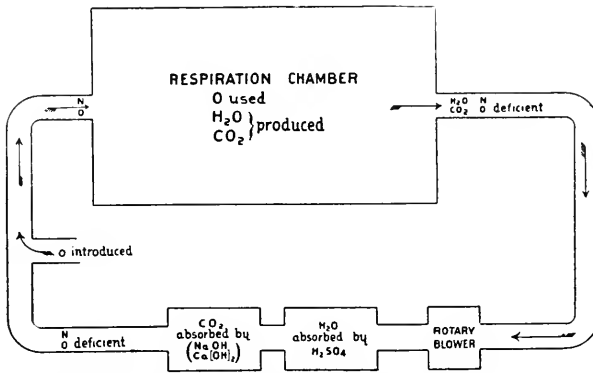 RESPIRATION CHAMBER
O used
H₂O
CO₂ } produced
N
O
H₂O N
CO₂ O deficient
O introduced
N
O deficient
CO₂
absorbed by
(NaOH
Ca[OH]₂)
H₂O
absorbed by
H₂SO₄
ROTARY
BLOWER